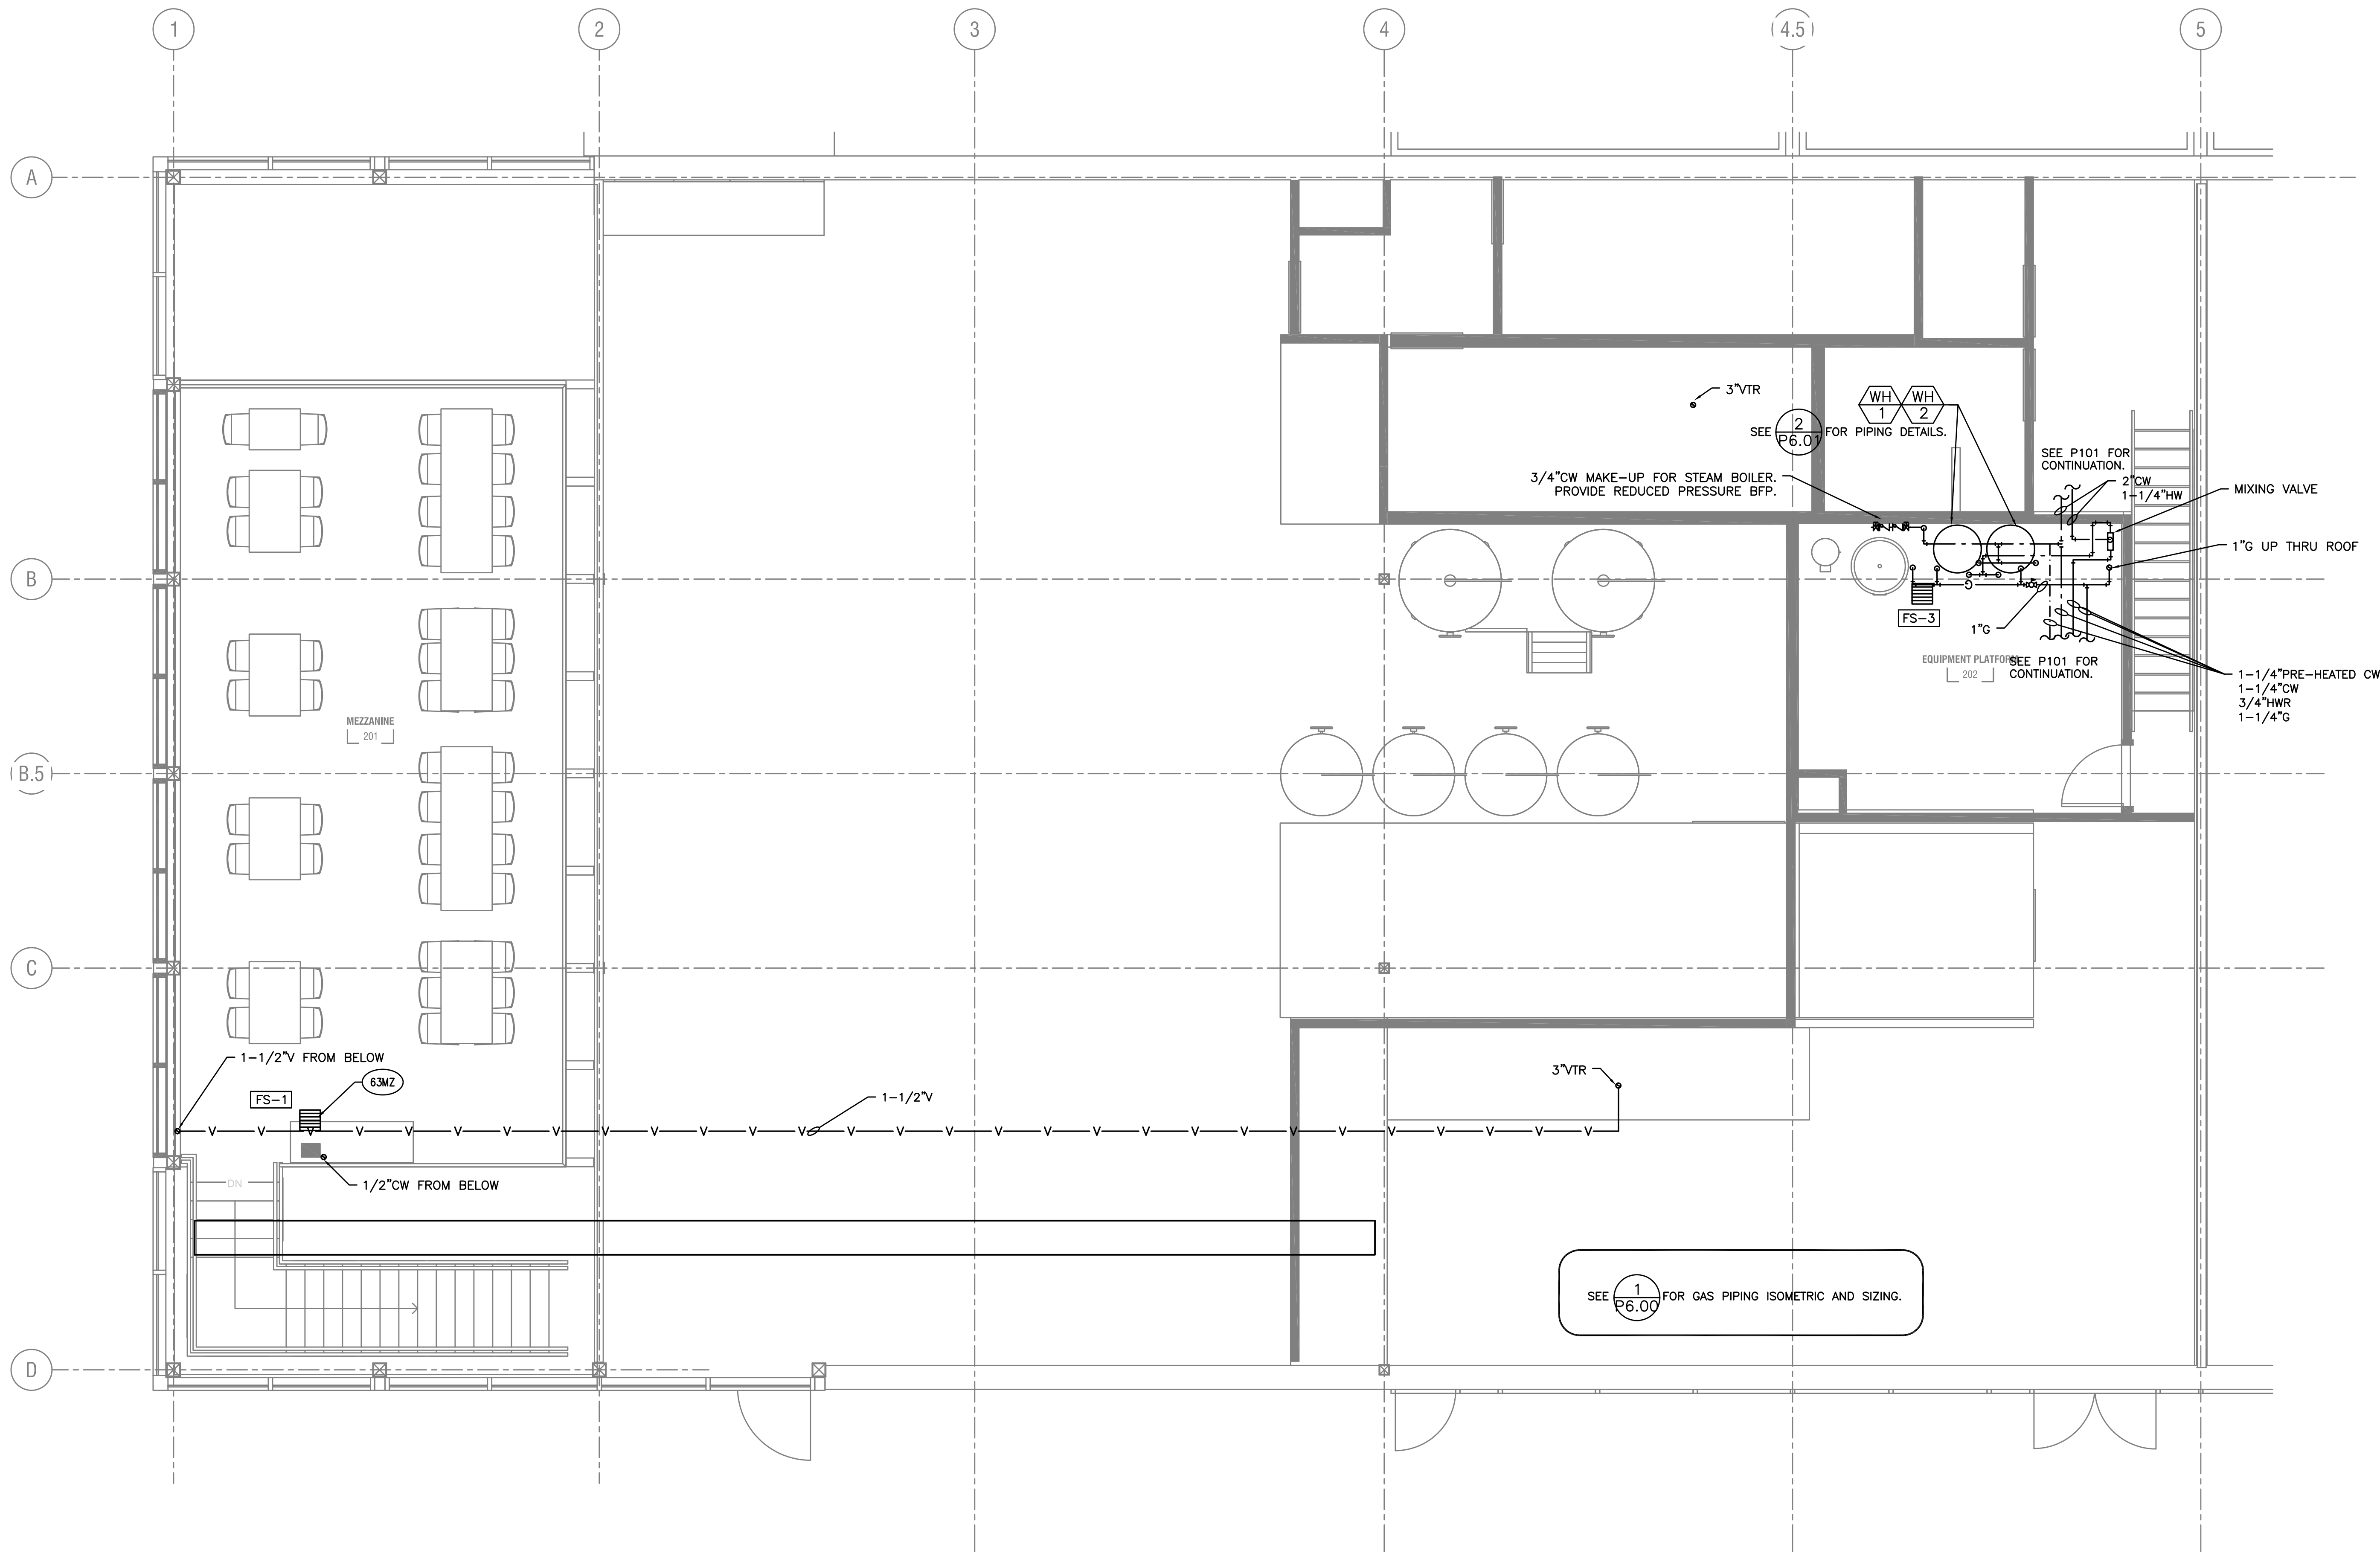 1
2
3
4
4.5
5
A
B
B.5
C
D
3"VTR
WH
1
WH
2
SEE
2
P6.01
FOR PIPING DETAILS.
3/4"CW MAKE-UP FOR STEAM BOILER.
PROVIDE REDUCED PRESSURE BFP.
SEE P101 FOR
CONTINUATION.
2"CW
1-1/4"HW
MIXING VALVE
1"G UP THRU ROOF
G
FS-3
1"G
EQUIPMENT PLATFORM
202
SEE P101 FOR
CONTINUATION.
1-1/4"PRE-HEATED CW
1-1/4"CW
3/4"HWR
1-1/4"G
MEZZANINE
201
1-1/2"V FROM BELOW
63MZ
FS-1
1-1/2"V
3"VTR
V V V V V V V V V V V V V V V V V V V V V V V V V V V V V
1/2"CW FROM BELOW
DN
SEE
1
P6.00
FOR GAS PIPING ISOMETRIC AND SIZING.